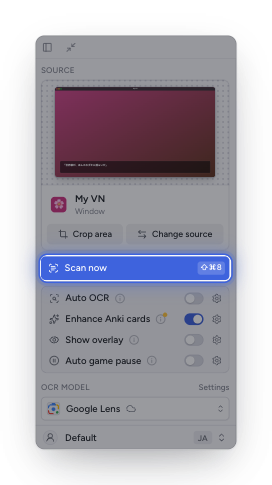 SOURCE
My VN
Window
Crop area
Change source
Scan now
⇧⌘8
Auto OCR
Enhance Anki cards
Show overlay
Auto game pause
OCR MODEL
Settings
Google Lens
Default
JA